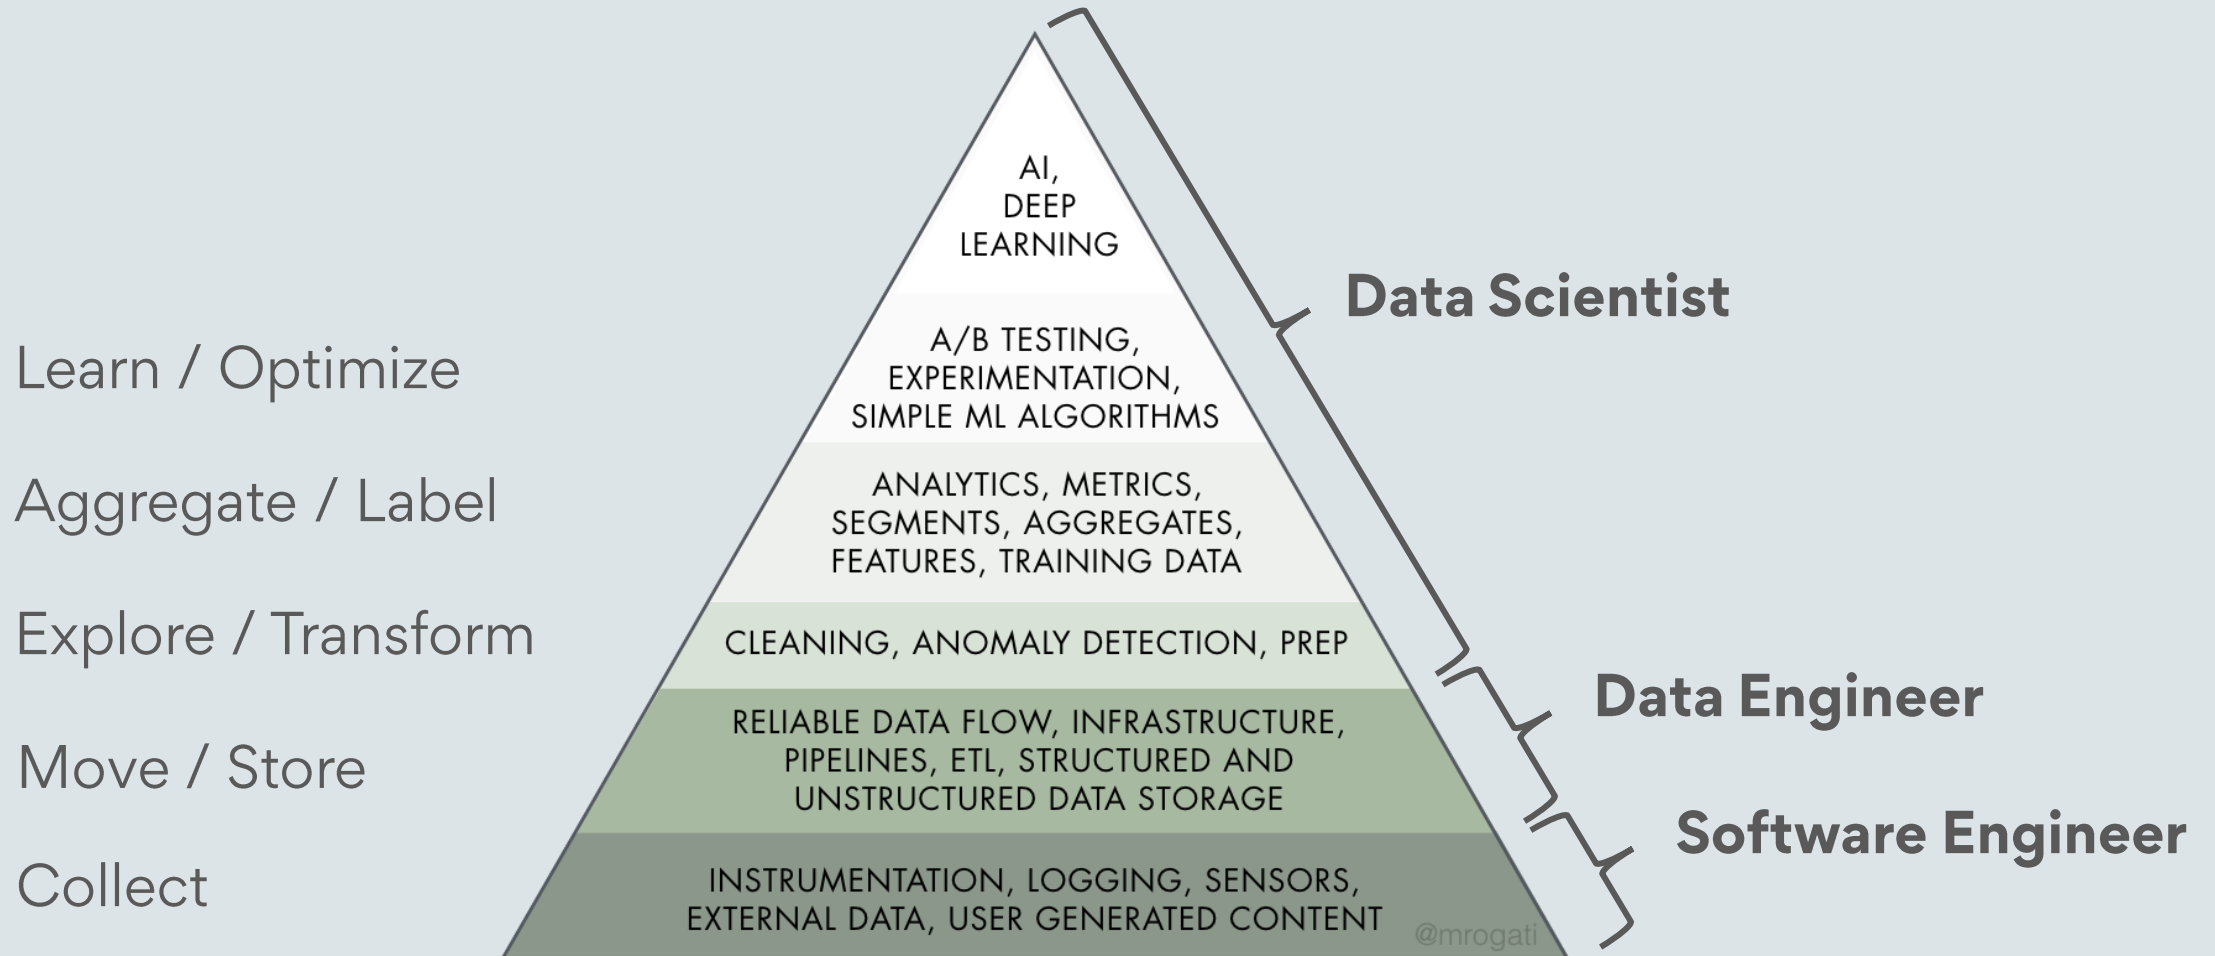 AI,
DEEP
LEARNING
Data Scientist
Learn / Optimize
A/B TESTING,
EXPERIMENTATION,
SIMPLE ML ALGORITHMS
Aggregate / Label
ANALYTICS, METRICS,
SEGMENTS, AGGREGATES,
FEATURES, TRAINING DATA
Explore / Transform
CLEANING, ANOMALY DETECTION, PREP
Data Engineer
Move / Store
RELIABLE DATA FLOW, INFRASTRUCTURE,
PIPELINES, ETL, STRUCTURED AND
UNSTRUCTURED DATA STORAGE
Software Engineer
Collect
INSTRUMENTATION, LOGGING, SENSORS,
EXTERNAL DATA, USER GENERATED CONTENT
@mrogati